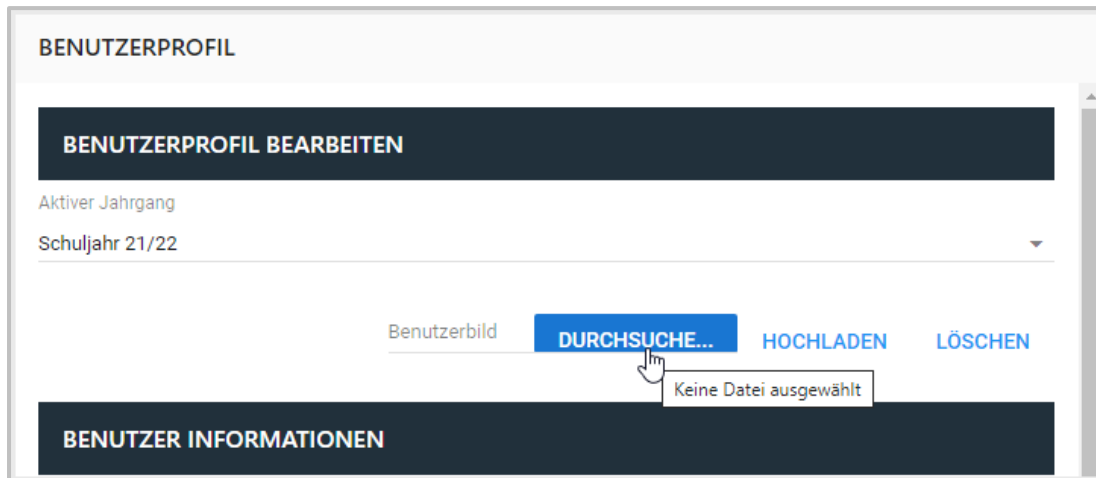 BENUTZERPROFIL
BENUTZERPROFIL BEARBEITEN
Aktiver Jahrgang
Schuljahr 21/22
Benutzerbild DURCHSUCHE... HOCHLADEN LÖSCHEN
Keine Datei ausgewählt
BENUTZER INFORMATIONEN